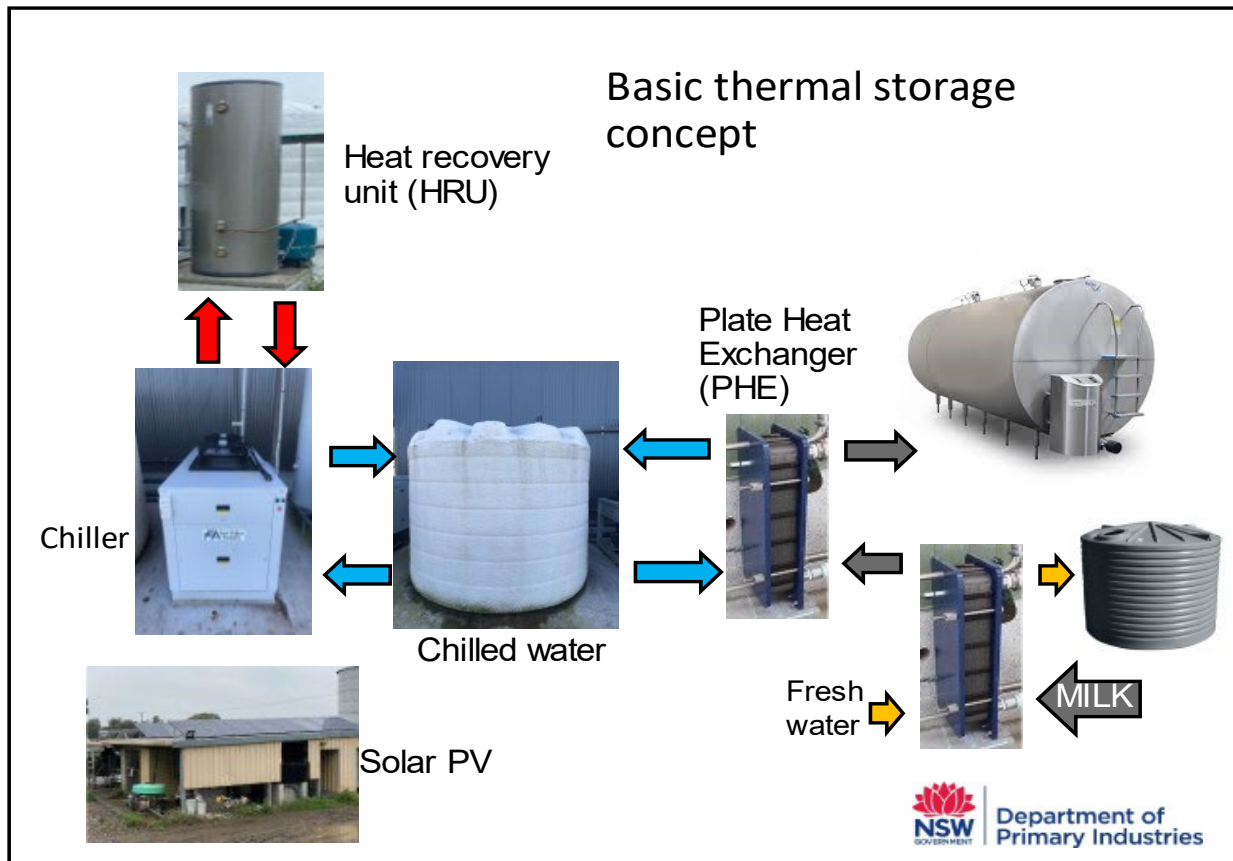 Basic thermal storage
concept
Heat recovery
unit (HRU)
Plate Heat
Exchanger
(PHE)
Chiller
Chilled water
Fresh
water
MILK
Solar PV
NSW
GOVERNMENT
Department of
Primary Industries